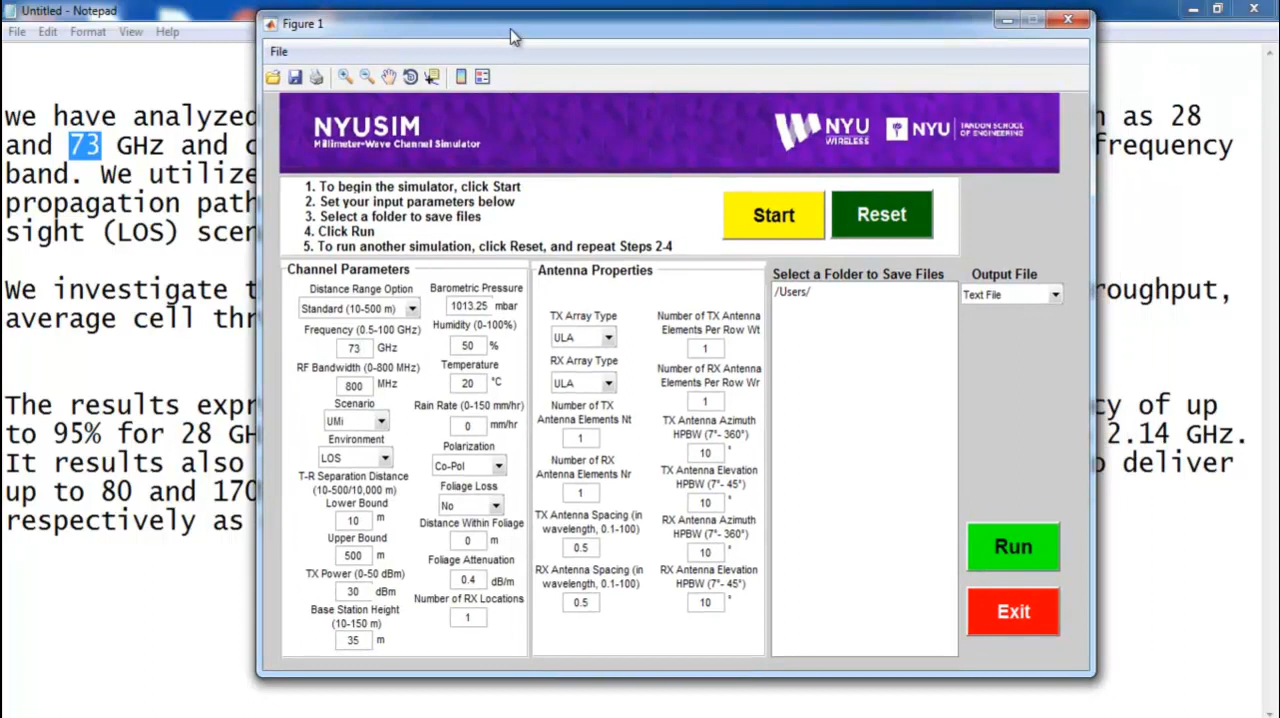 Untitled - Notepad
File Edit Format View Help
we have analyzed
n as 28
and 73 GHz and c
frequency
band. We utilize
propagation path
sight (LOS) scen
We investigate t
roughput,
average cell thr
The results expr
cy of up
to 95% for 28 GH
2.14 GHz.
It results also
o deliver
up to 80 and 170
respectively as
Figure 1
File
NYUSIM
Millimeter-Wave Channel Simulator
NYU WIRELESS
NYU TANDON SCHOOL OF ENGINEERING
1. To begin the simulator, click Start
2. Set your input parameters below
3. Select a folder to save files
4. Click Run
5. To run another simulation, click Reset, and repeat Steps 2-4
Start
Reset
Channel Parameters
Distance Range Option
Standard (10-500 m)
Frequency (0.5-100 GHz)
73 GHz
RF Bandwidth (0-800 MHz)
800 MHz
Scenario
UMi
Environment
LOS
T-R Separation Distance
(10-500/10,000 m)
Lower Bound
10 m
Upper Bound
500 m
TX Power (0-50 dBm)
30 dBm
Base Station Height
(10-150 m)
35 m
Barometric Pressure
1013.25 mbar
Humidity (0-100%)
50 %
Temperature
20 °C
Rain Rate (0-150 mm/hr)
0 mm/hr
Polarization
Co-Pol
Foliage Loss
No
Distance Within Foliage
0 m
Foliage Attenuation
0.4 dB/m
Number of RX Locations
1
Antenna Properties
TX Array Type
ULA
RX Array Type
ULA
Number of TX
Antenna Elements Nt
1
Number of RX
Antenna Elements Nr
1
TX Antenna Spacing (in
wavelength, 0.1-100)
0.5
RX Antenna Spacing (in
wavelength, 0.1-100)
0.5
Number of TX Antenna
Elements Per Row Wt
1
Number of RX Antenna
Elements Per Row Wr
1
TX Antenna Azimuth
HPBW (7°- 360°)
10 °
TX Antenna Elevation
HPBW (7°- 45°)
10 °
RX Antenna Azimuth
HPBW (7°- 360°)
10 °
RX Antenna Elevation
HPBW (7°- 45°)
10 °
Select a Folder to Save Files
/Users/
Output File
Text File
Run
Exit